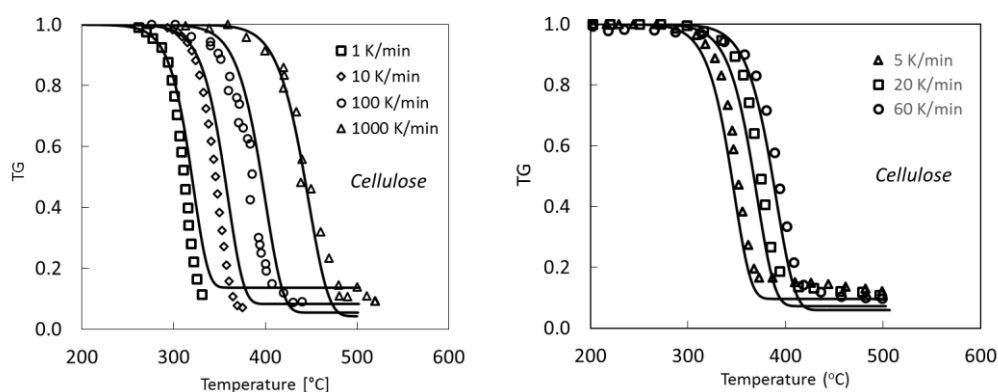 1.0
0.8
0.6
0.4
0.2
0.0
TG
1 K/min
10 K/min
100 K/min
1000 K/min
Cellulose
200 300 400 500 600
Temperature [°C]
1.0
0.8
0.6
0.4
0.2
0.0
TG
5 K/min
20 K/min
60 K/min
Cellulose
200 300 400 500 600
Temperature (°C)